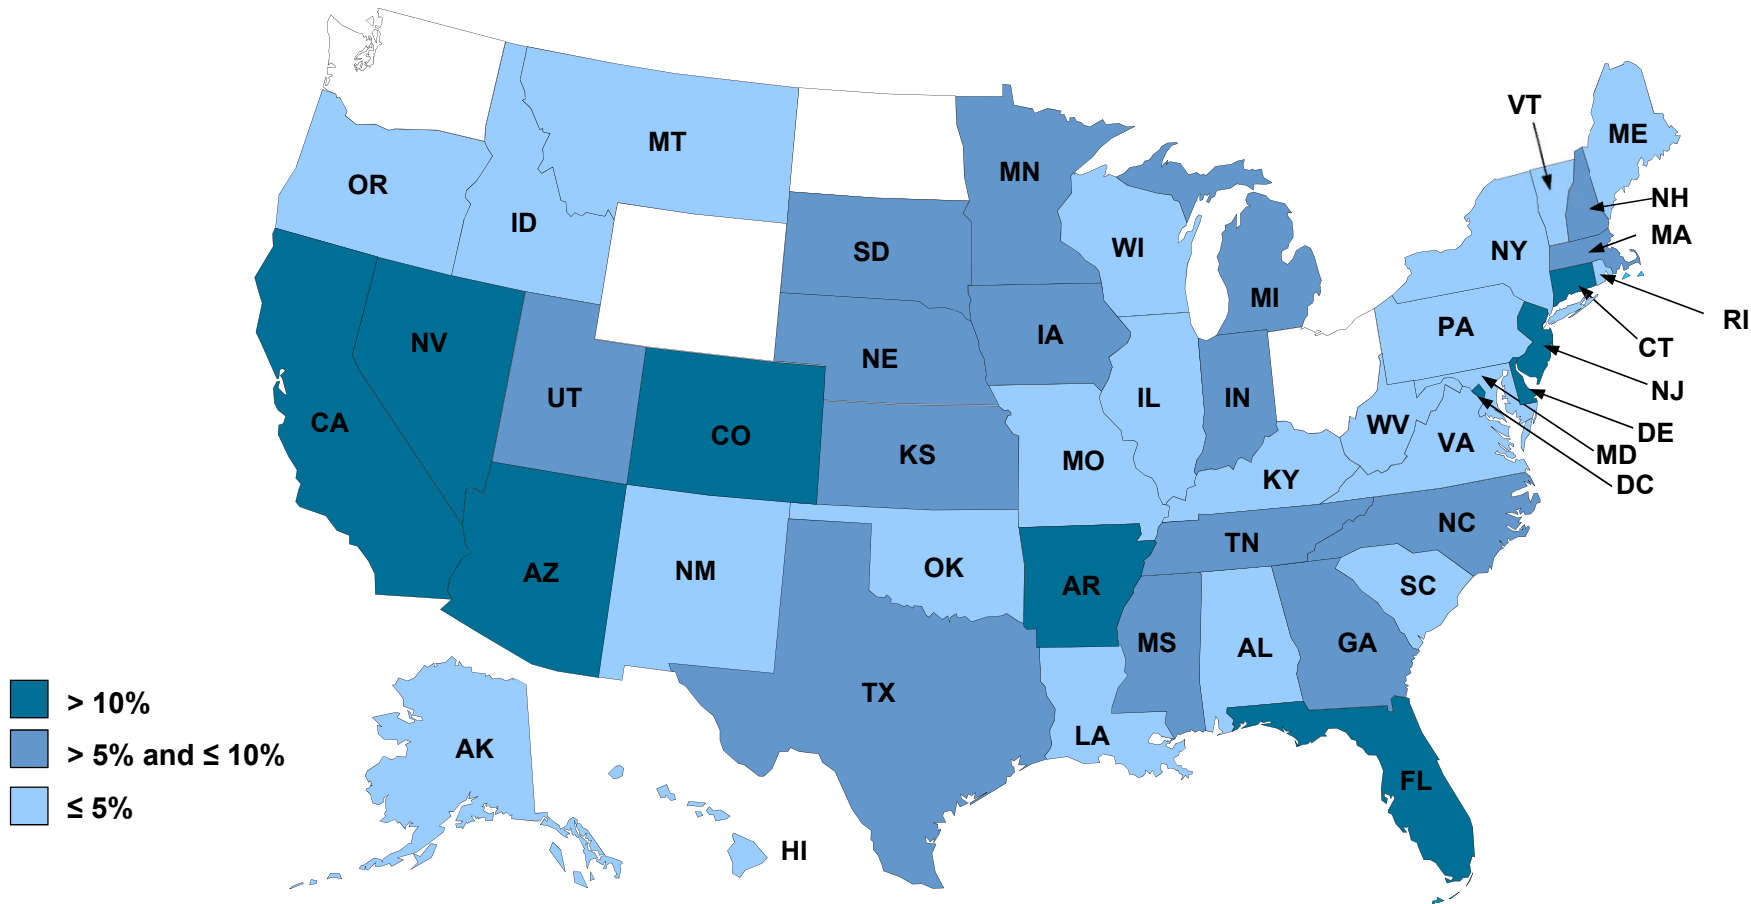 VT
ME
MT
MN
OR
NH
ID
MA
SD
WI
NY
MI
RI
PA
IA
NV
CT
NE
NJ
UT
IL
IN
CA
WV
DE
CO
VA
MD
KS
MO
KY
DC
NC
TN
OK
NM
AZ
AR
SC
MS
AL
GA
TX
> 10%
LA
AK
> 5% and ≤ 10%
FL
≤ 5%
HI